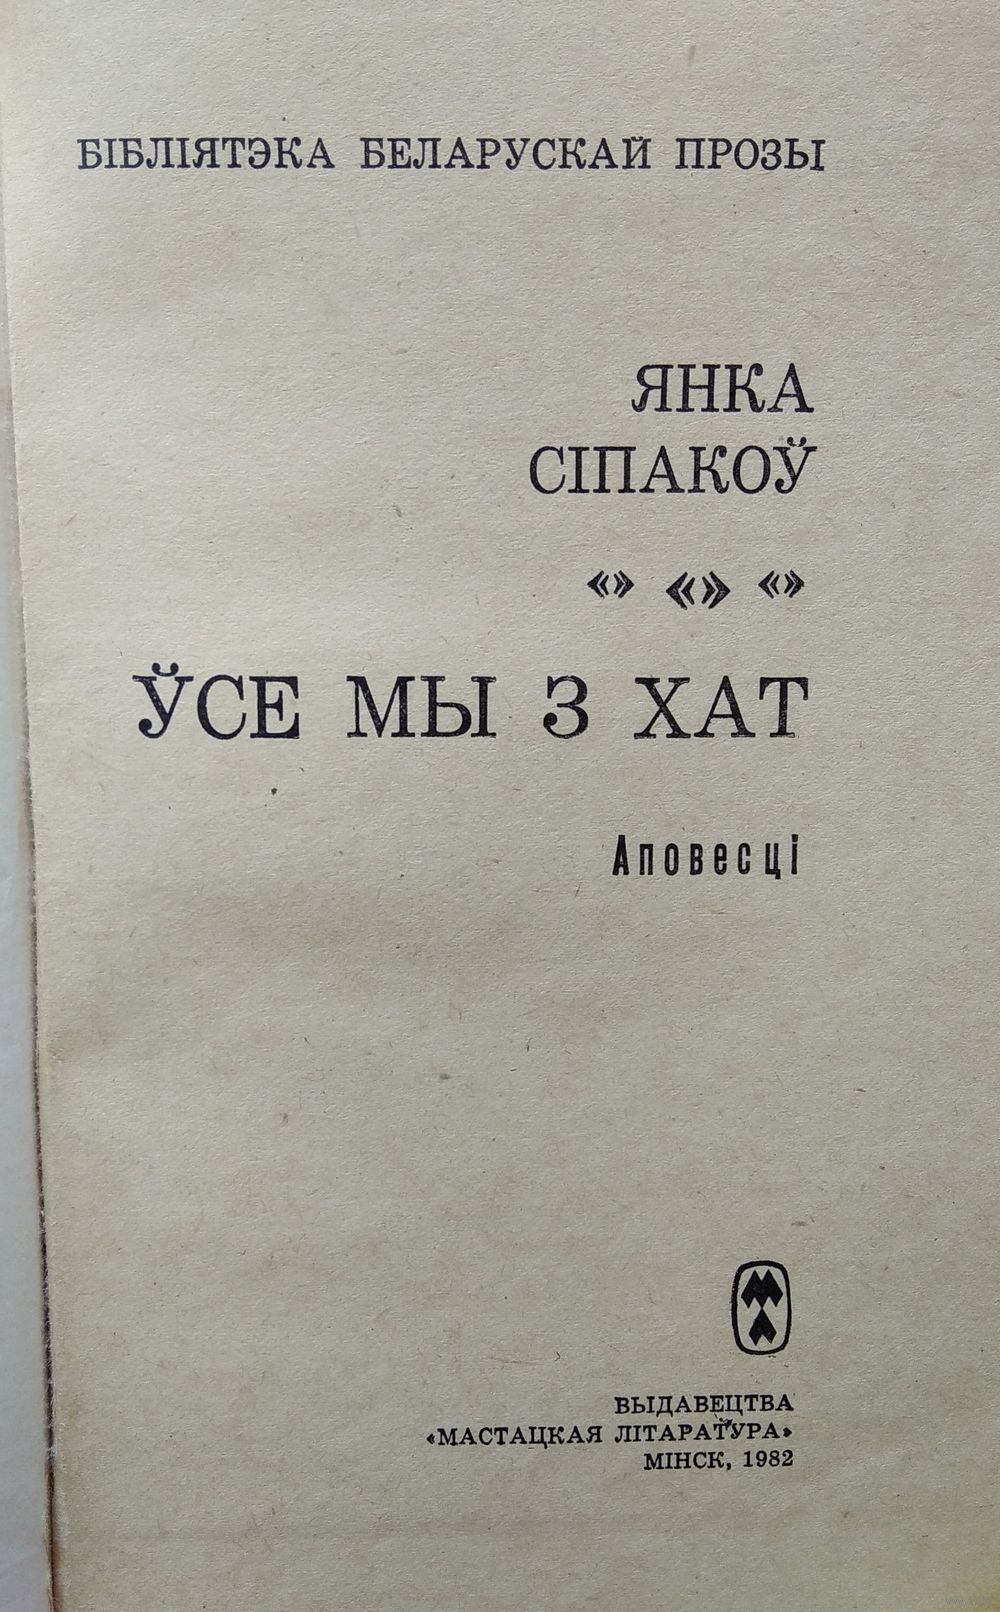 БІБЛІЯТЭКА БЕЛАРУСКАЙ ПРОЗЫ
ЯНКА
СІПАКОЎ
«» «» «»
ЎСЕ МЫ З ХАТ
Аповесці
ВЫДАВЕЦТВА
«МАСТАЦКАЯ ЛІТАРАТУРА»
МІНСК, 1982